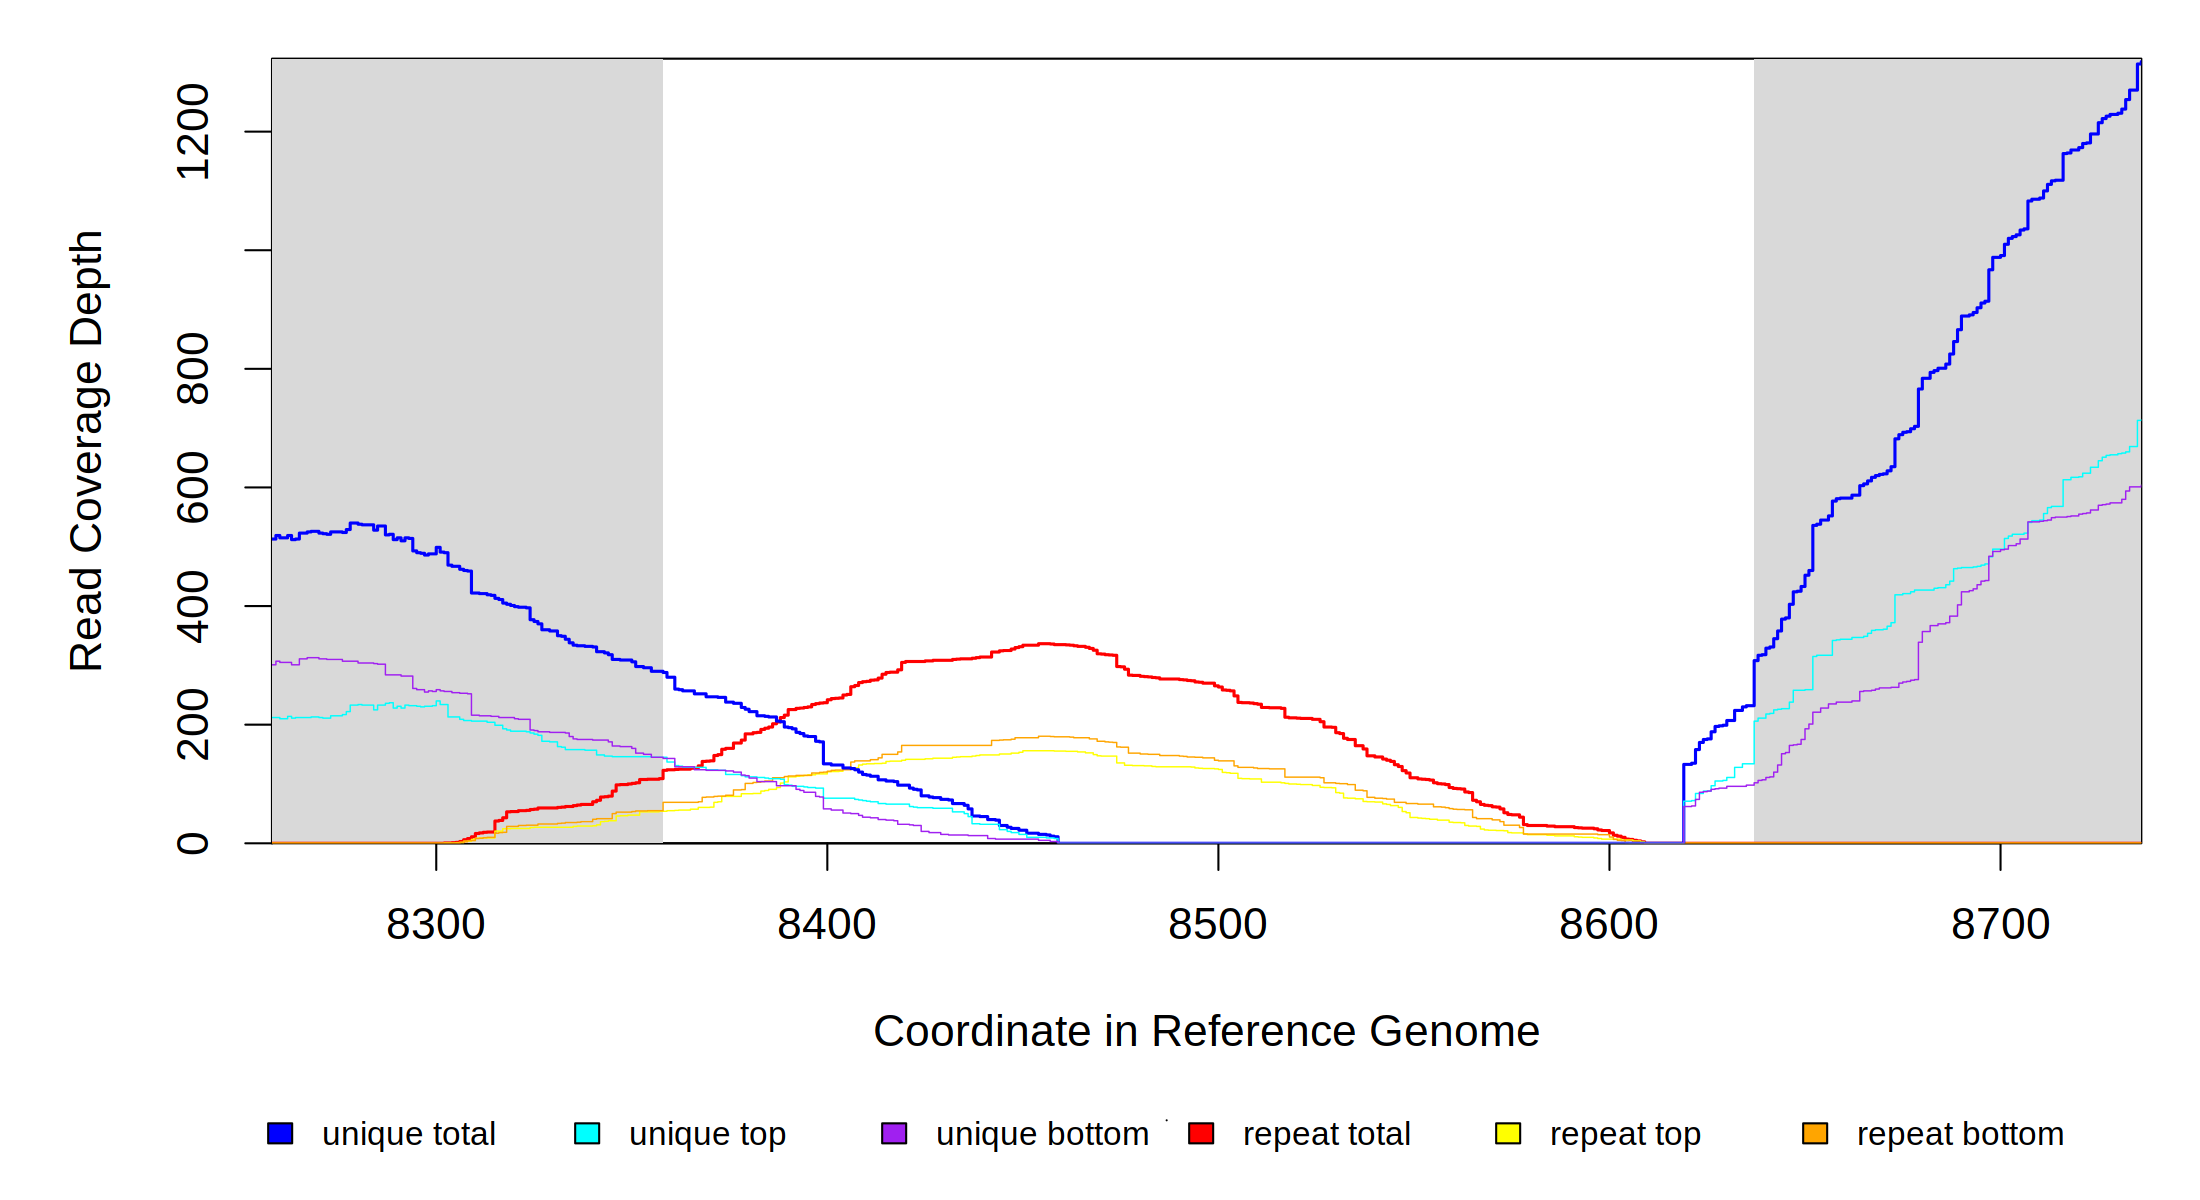 Read Coverage Depth
1200
800
600
400
200
0
8300 8400 8500 8600 8700
Coordinate in Reference Genome
unique total unique top unique bottom repeat total repeat top repeat bottom